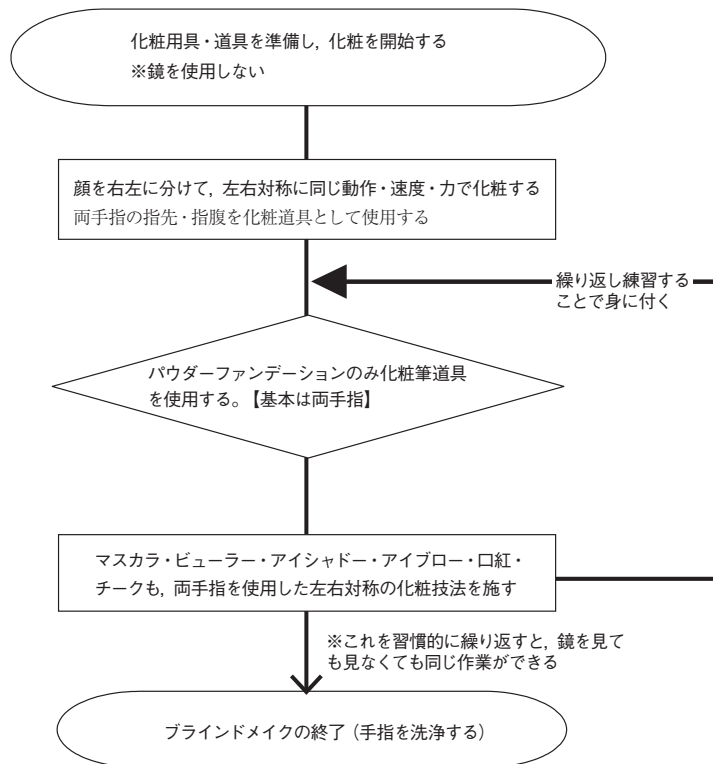 化粧用具・道具を準備し，化粧を開始する
※鏡を使用しない
顔を右左に分けて，左右対称に同じ動作・速度・力で化粧する
両手指の指先・指腹を化粧道具として使用する
繰り返し練習する
ことで身に付く
パウダーファンデーションのみ化粧筆道具
を使用する。【基本は両手指】
マスカラ・ビューラー・アイシャドー・アイブロー・口紅・
チークも，両手指を使用した左右対称の化粧技法を施す
※これを習慣的に繰り返すと，鏡を見て
も見なくても同じ作業ができる
ブラインドメイクの終了（手指を洗浄する）